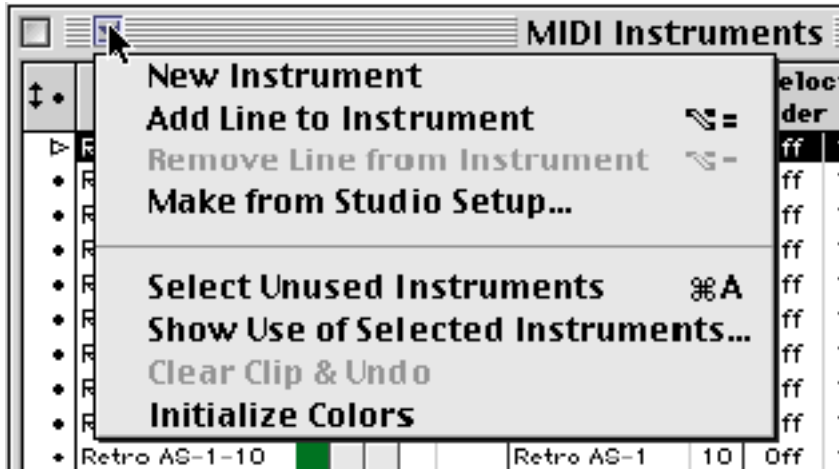 MIDI Instruments
New Instrument
Add Line to Instrument ⌥=
Remove Line from Instrument ⌥-
Make from Studio Setup...
Select Unused Instruments ⌘A
Show Use of Selected Instruments...
Clear Clip & Undo
Initialize Colors
Retro AS-1-10 Retro AS-1 10 Off